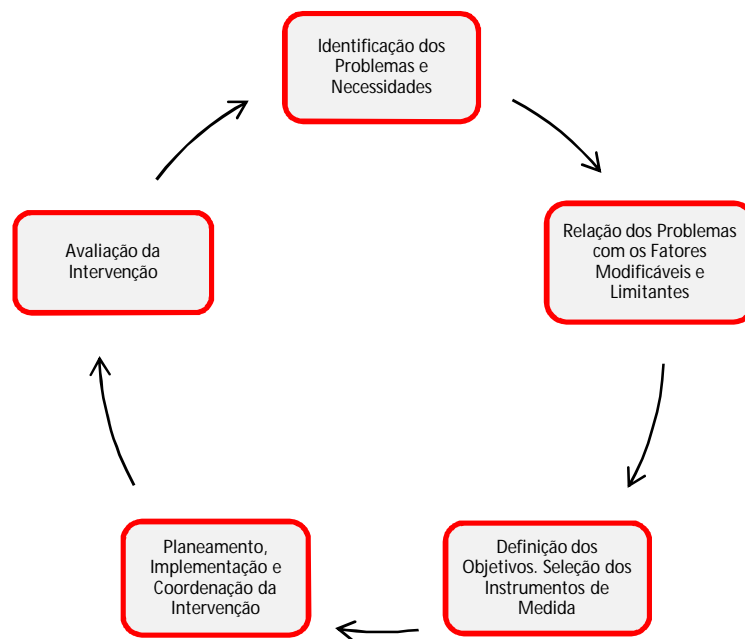 Identificação dos
Problemas e
Necessidades
Relação dos Problemas
com os Fatores
Modificáveis e
Limitantes
Definição dos
Objetivos. Seleção dos
Instrumentos de
Medida
Planeamento,
Implementação e
Coordenação da
Intervenção
Avaliação da
Intervenção